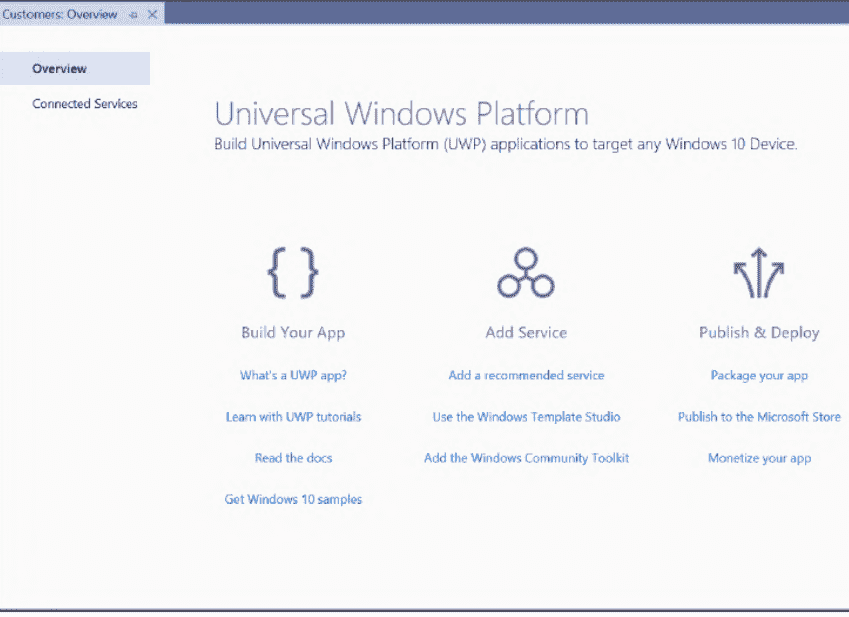 Customers: Overview
Overview
Connected Services
Universal Windows Platform
Build Universal Windows Platform (UWP) applications to target any Windows 10 Device.
Build Your App
What's a UWP app?
Learn with UWP tutorials
Read the docs
Get Windows 10 samples
Add Service
Add a recommended service
Use the Windows Template Studio
Add the Windows Community Toolkit
Publish & Deploy
Package your app
Publish to the Microsoft Store
Monetize your app